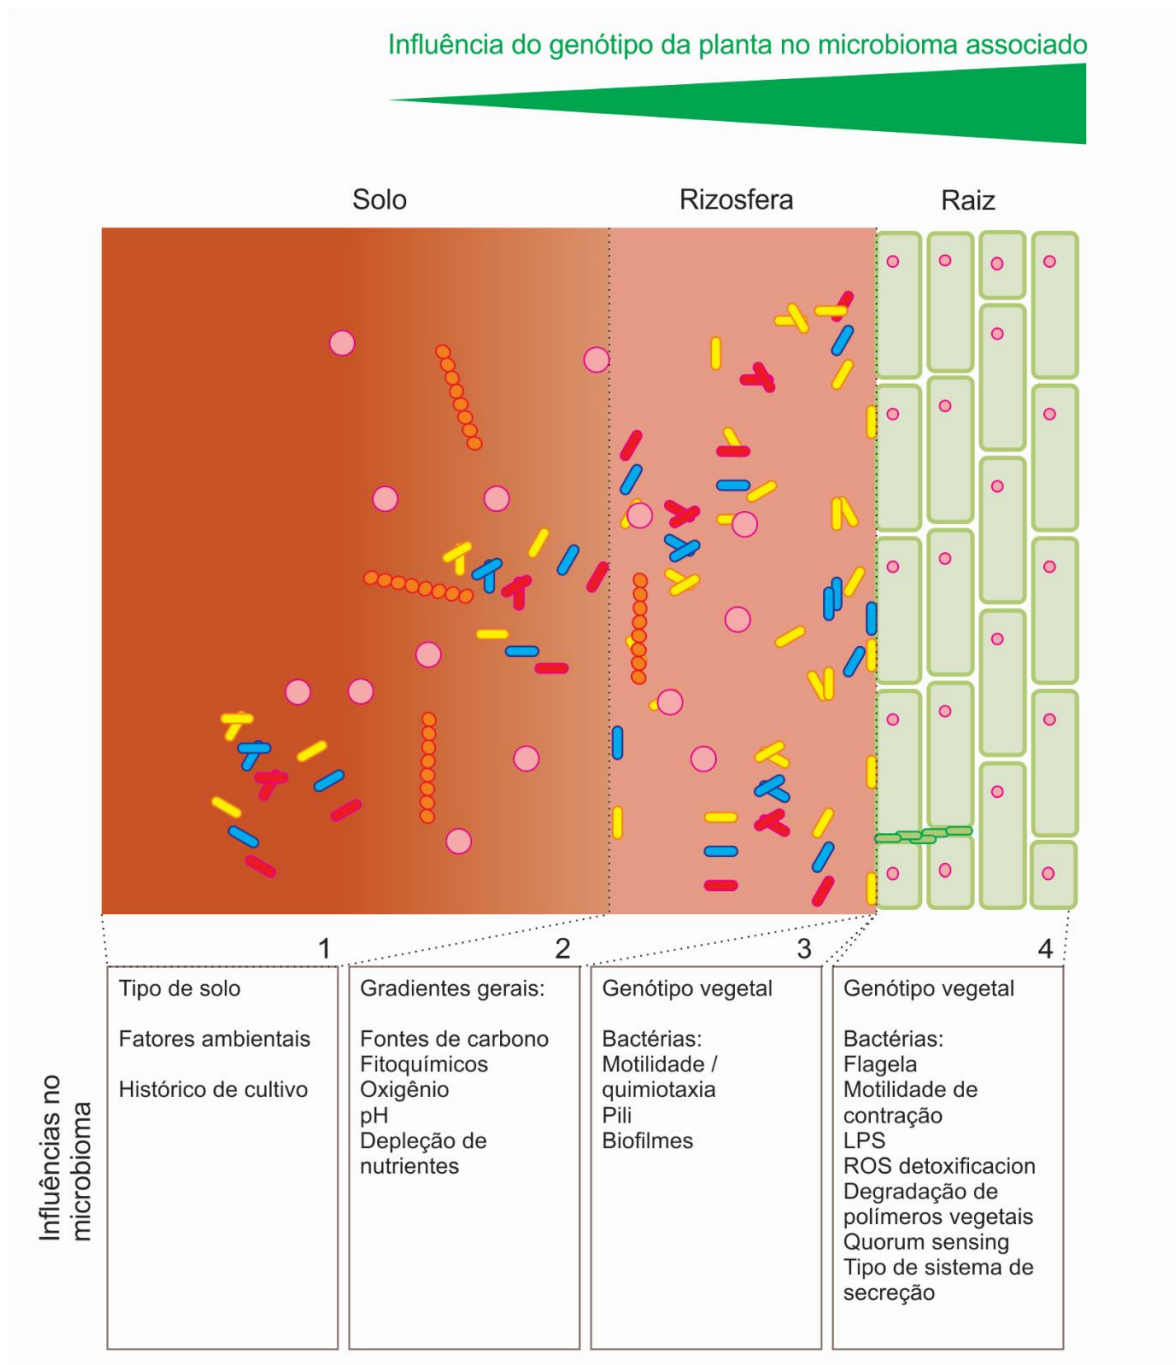 Influência do genótipo da planta no microbioma associado
Solo
Rizosfera
Raiz
1
2
3
4
Influências no
microbioma
Tipo de solo
Fatores ambientais
Histórico de cultivo
Gradientes gerais:
Fontes de carbono
Fitoquímicos
Oxigênio
pH
Depleção de
nutrientes
Genótipo vegetal
Bactérias:
Motilidade /
quimiotaxia
Pili
Biofilmes
Genótipo vegetal
Bactérias:
Flagela
Motilidade de
contração
LPS
ROS detoxificacion
Degradação de
polímeros vegetais
Quorum sensing
Tipo de sistema de
secreção